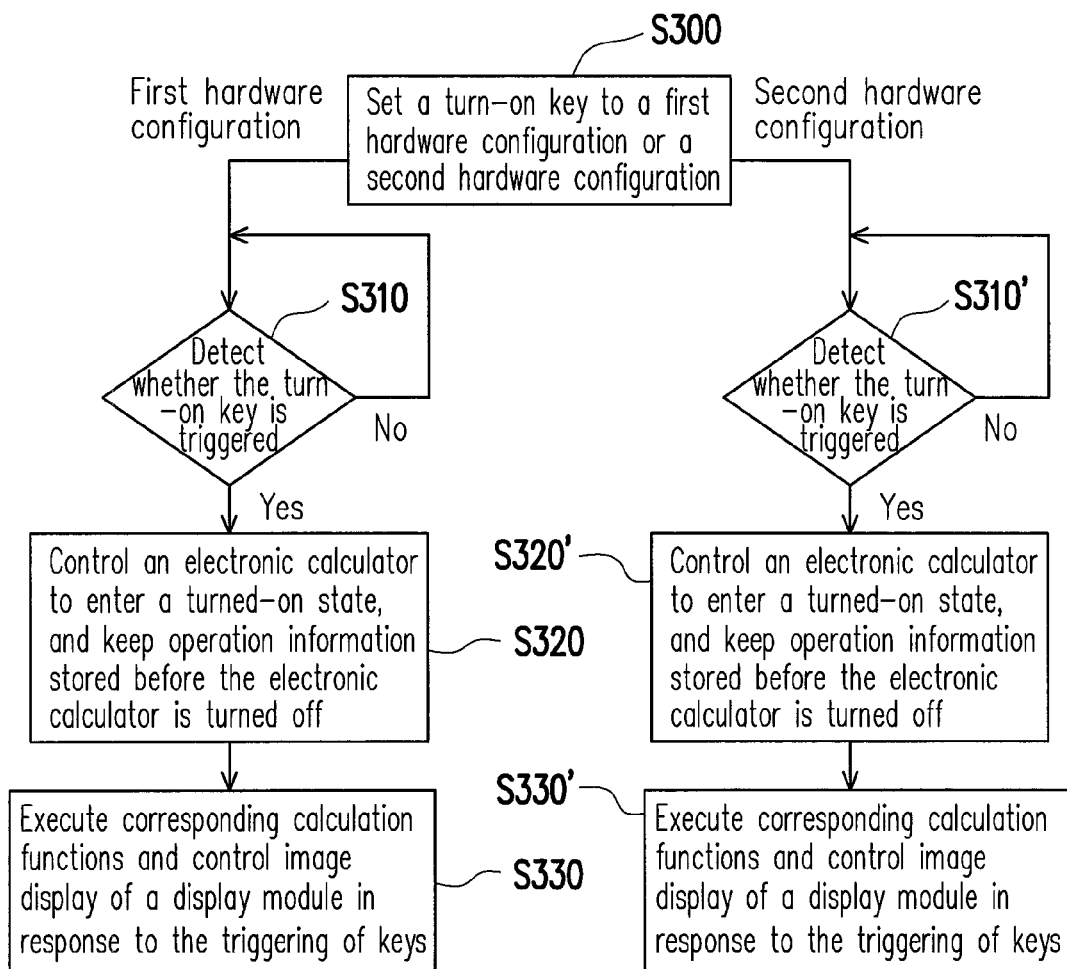 S300
First hardware
configuration
Set a turn-on key to a first
hardware configuration or a
second hardware configuration
Second hardware
configuration
S310
Detect
whether the turn
-on key is
triggered
No
Yes
S310'
Detect
whether the turn
-on key is
triggered
No
Yes
Control an electronic calculator
to enter a turned-on state,
and keep operation information
stored before the electronic
calculator is turned off
S320
S320'
Control an electronic calculator
to enter a turned-on state,
and keep operation information
stored before the electronic
calculator is turned off
Execute corresponding calculation
functions and control image
display of a display module in
response to the triggering of keys
S330
S330'
Execute corresponding calculation
functions and control image
display of a display module in
response to the triggering of keys